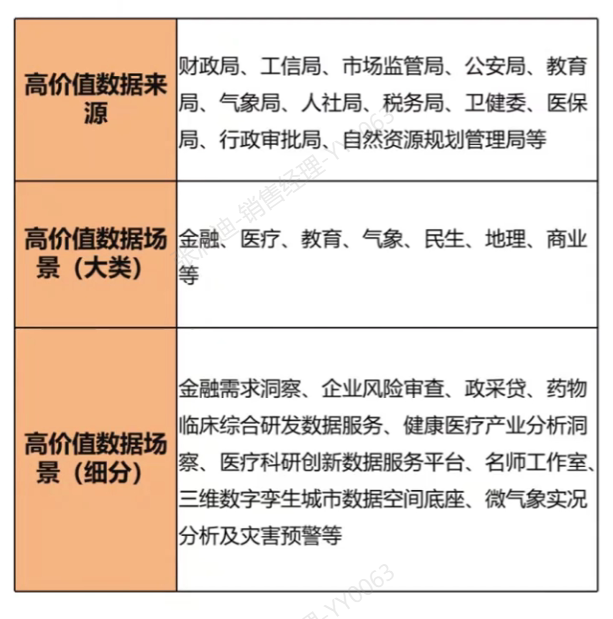 高价值数据来
源
财政局、工信局、市场监管局、公安局、教育
局、气象局、人社局、税务局、卫健委、医保
局、行政审批局、自然资源规划管理局等
高价值数据场
景（大类）
金融、医疗、教育、气象、民生、地理、商业
等
高价值数据场
景（细分）
金融需求洞察、企业风险审查、政采贷、药物
临床综合研发数据服务、健康医疗产业分析洞
察、医疗科研创新数据服务平台、名师工作室、
三维数字孪生城市数据空间底座、微气象实况
分析及灾害预警等
迪-销售经理-YY0063
理-YY0063